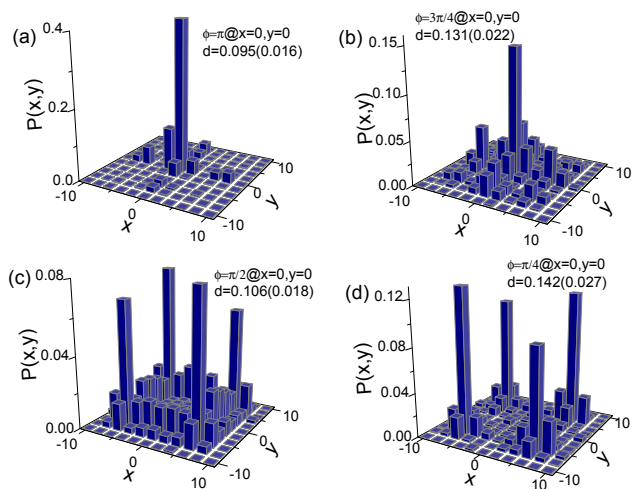 (a)
ϕ=π@x=0,y=0
d=0.095(0.016)
P(x,y)
0.4
0.2
0.0
-10
0
10
x
-10
0
10
y
(b)
ϕ=3π/4@x=0,y=0
d=0.131(0.022)
P(x,y)
0.15
0.10
0.05
0.00
-10
0
10
x
-10
0
10
y
(c)
ϕ=π/2@x=0,y=0
d=0.106(0.018)
P(x,y)
0.08
0.04
0.00
-10
0
10
x
-10
0
10
y
(d)
ϕ=π/4@x=0,y=0
d=0.142(0.027)
P(x,y)
0.12
0.08
0.04
0.00
-10
0
10
x
-10
0
10
y